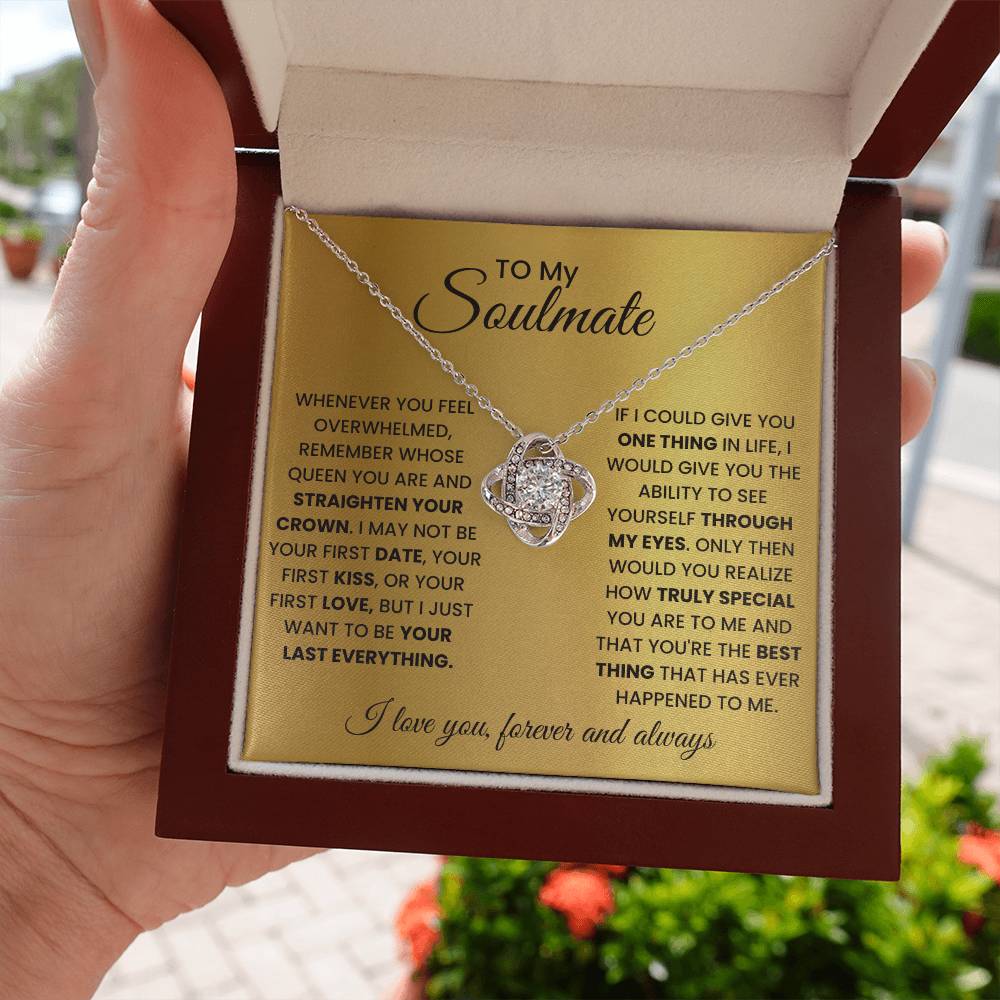 TO My
Soulmate
WHENEVER YOU FEEL
OVERWHELMED,
REMEMBER WHOSE
QUEEN YOU ARE AND
STRAIGHTEN YOUR
CROWN. I MAY NOT BE
YOUR FIRST DATE, YOUR
FIRST KISS, OR YOUR
FIRST LOVE, BUT I JUST
WANT TO BE YOUR
LAST EVERYTHING.
IF I COULD GIVE YOU
ONE THING IN LIFE, I
WOULD GIVE YOU THE
ABILITY TO SEE
YOURSELF THROUGH
MY EYES. ONLY THEN
WOULD YOU REALIZE
HOW TRULY SPECIAL
YOU ARE TO ME AND
THAT YOU'RE THE BEST
THING THAT HAS EVER
HAPPENED TO ME.
I love you, forever and always